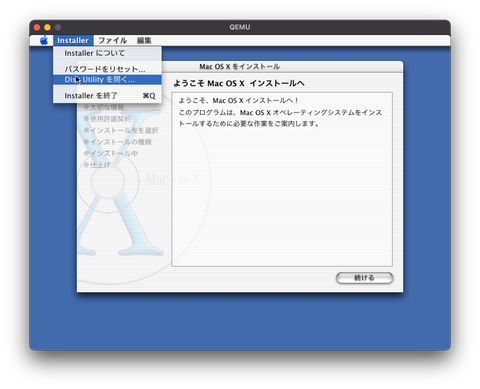 QEMU
Installer ファイル 編集
Installer について
パスワードをリセット...
Disk Utility を開く...
Installer を終了 ⌘Q
Mac OS X をインストール
ようこそ Mac OS X インストールへ
ようこそ、Mac OS X インストールへ！
このプログラムは、Mac OS X オペレーティングシステムをインス
トールするために必要な作業をご案内します。
大切な情報
使用許諾契約
インストール先を選択
インストールの種類
インストール中
仕上げ
Mac OS X
続ける